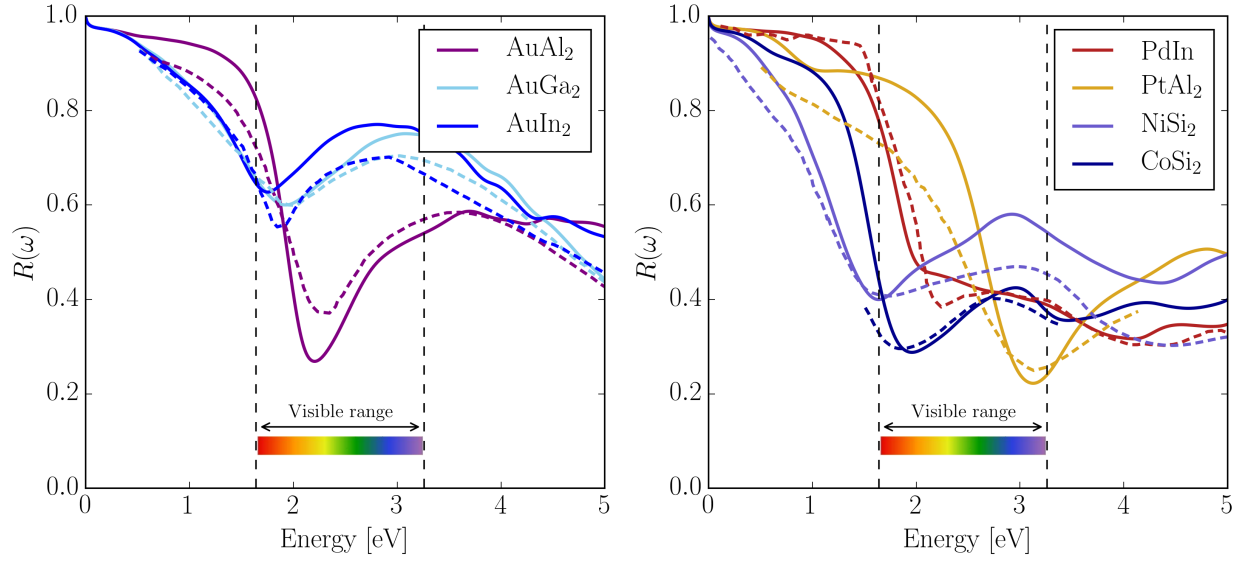 1.0
0.8
0.6
0.4
0.2
0.0
R(ω)
0 1 2 3 4 5
Energy [eV]
AuAl₂
AuGa₂
AuIn₂
Visible range
1.0
0.8
0.6
0.4
0.2
0.0
R(ω)
0 1 2 3 4 5
Energy [eV]
PdIn
PtAl₂
NiSi₂
CoSi₂
Visible range